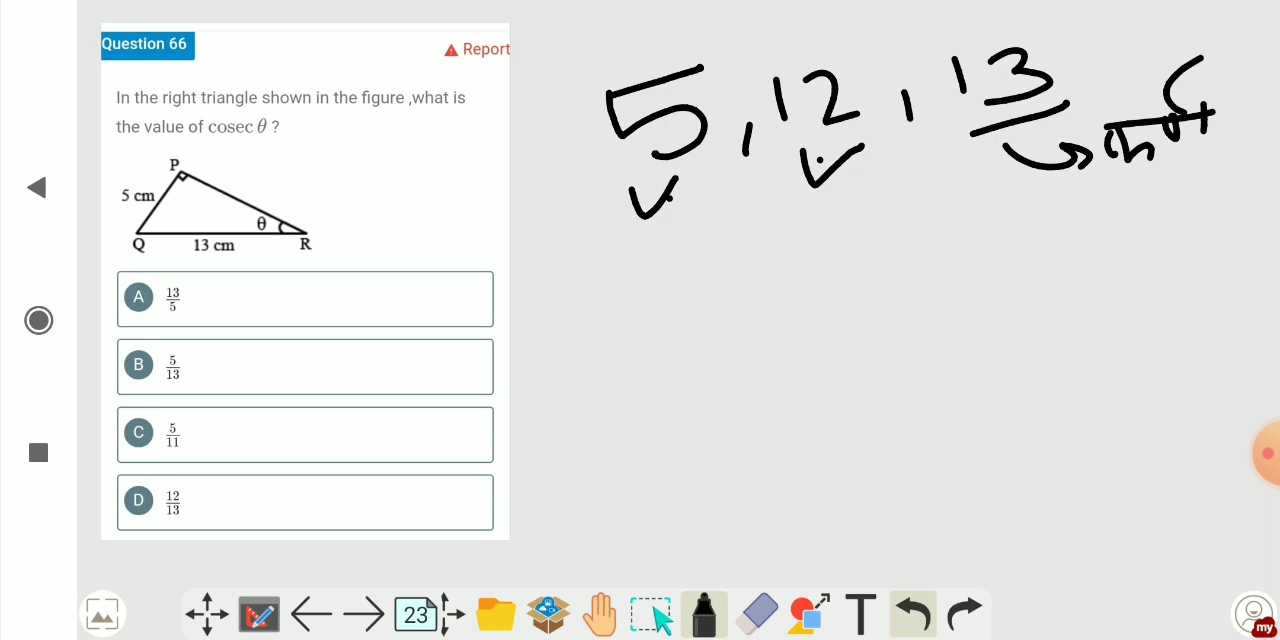 Question 66
Report
In the right triangle shown in the figure ,what is
the value of cosec θ ?
P
5 cm
θ
Q
13 cm
R
A 13/5
B 5/13
C 5/11
D 12/13
5, 12, 13
23
T
my